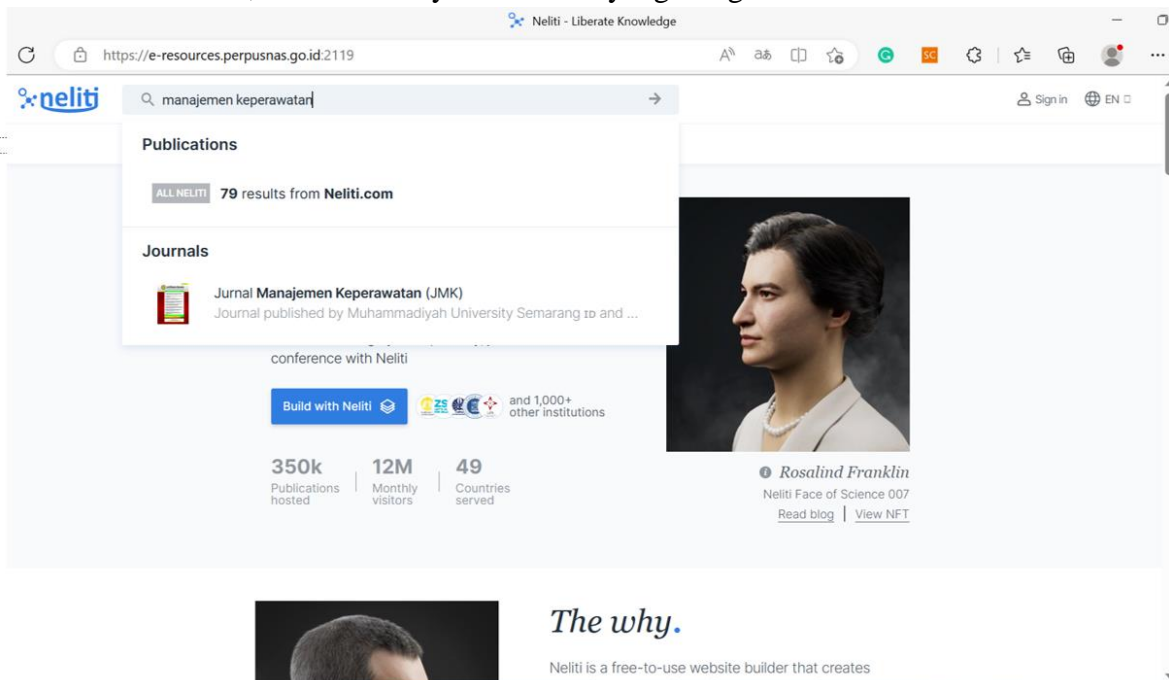 Neliti - Liberate Knowledge
https://e-resources.perpusnas.go.id:2119
neliti
manajemen keperawatan
Sign in
EN
Publications
ALL NELITI 79 results from Neliti.com
Journals
Jurnal Manajemen Keperawatan (JMK)
Journal published by Muhammadiyah University Semarang ID and ...
conference with Neliti
Build with Neliti
and 1,000+
other institutions
350k
Publications
hosted
12M
Monthly
visitors
49
Countries
served
Rosalind Franklin
Neliti Face of Science 007
Read blog | View NFT
The why.
Neliti is a free-to-use website builder that creates